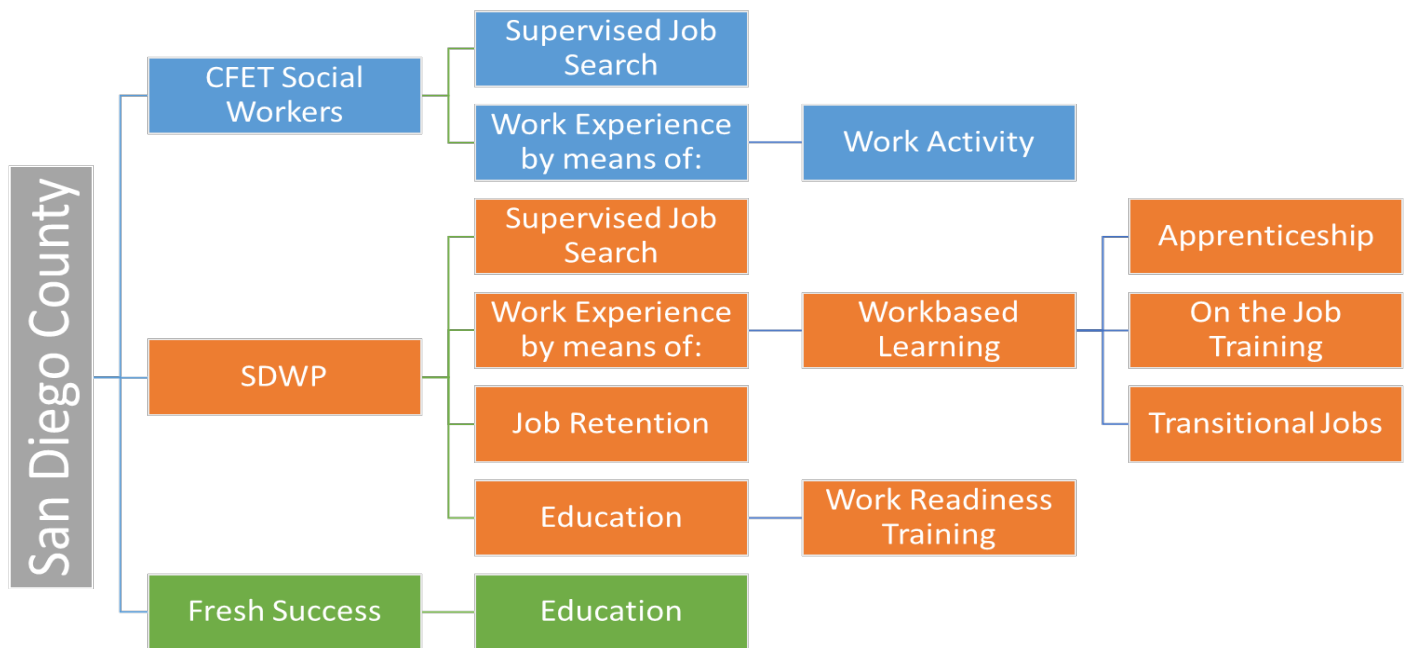 San Diego County
CFET Social
Workers
Supervised Job
Search
Work Experience
by means of:
Work Activity
SDWP
Supervised Job
Search
Work Experience
by means of:
Workbased
Learning
Apprenticeship
On the Job
Training
Transitional Jobs
Job Retention
Education
Work Readiness
Training
Fresh Success
Education